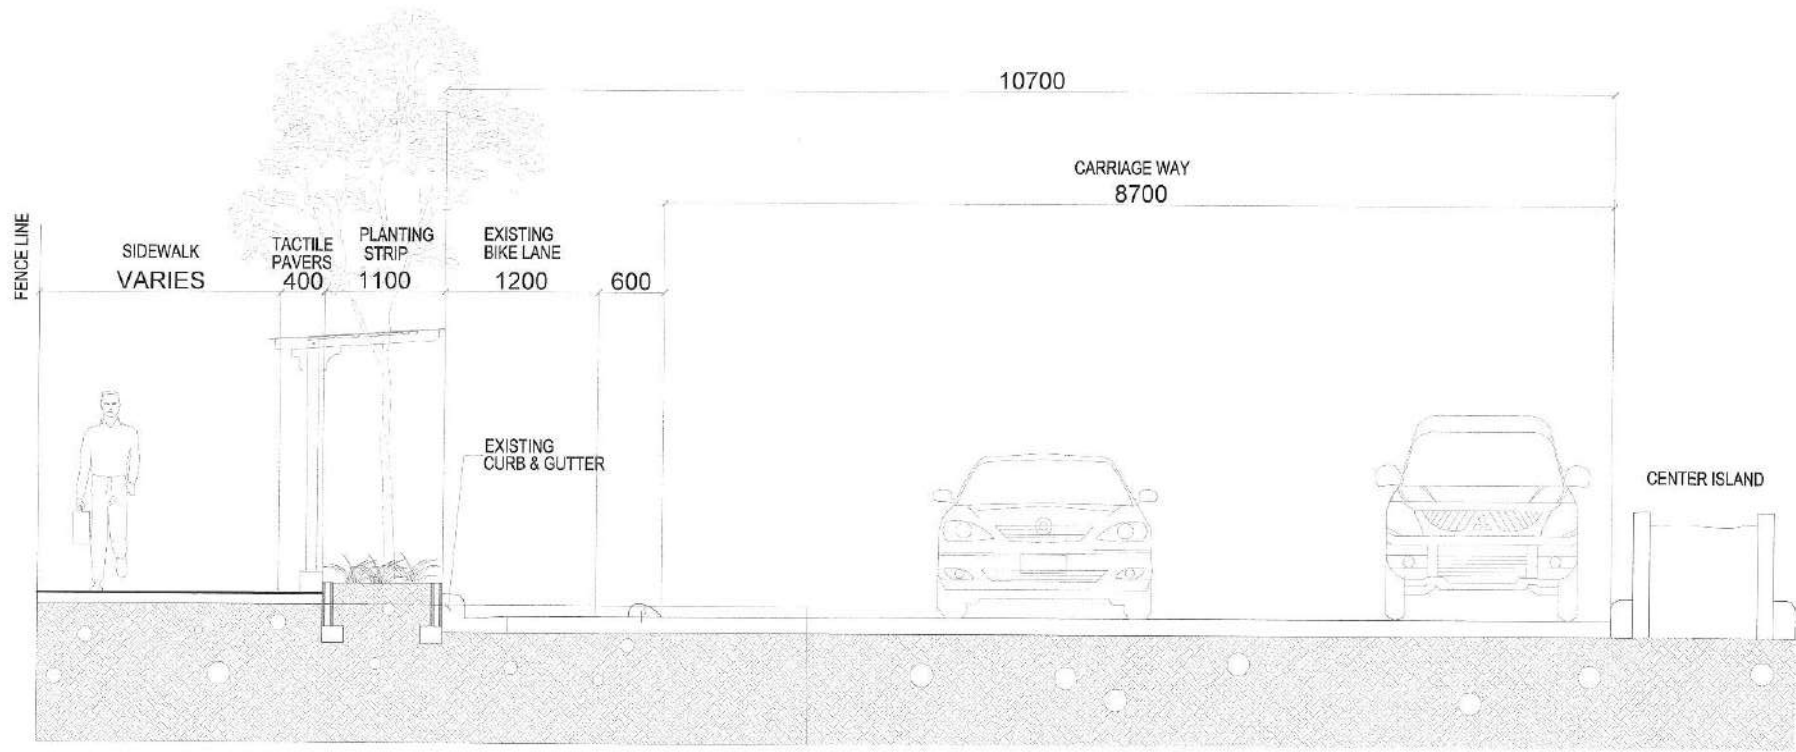 10700
CARRIAGE WAY
8700
FENCE LINE
SIDEWALK
VARIES
TACTILE
PAVERS
400
PLANTING
STRIP
1100
EXISTING
BIKE LANE
1200
600
EXISTING
CURB & GUTTER
CENTER ISLAND